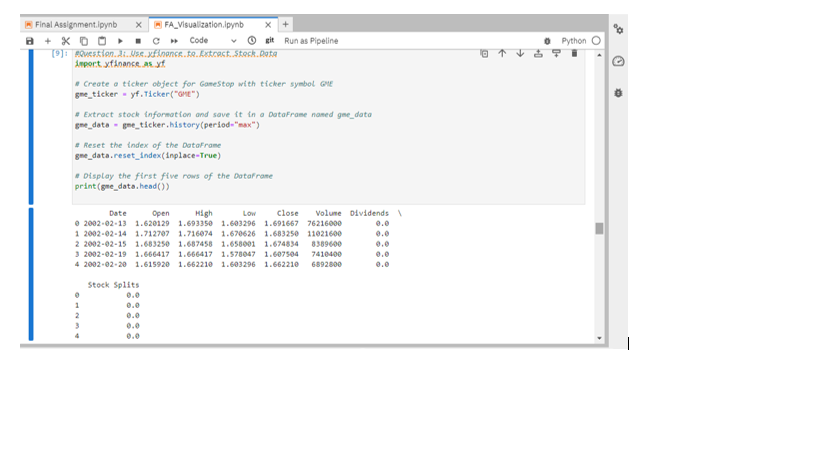 Final Assignment.ipynb × FA_Visualization.ipynb × +
Code git Run as Pipeline Python
[9]: #Question 3: Use yfinance to Extract Stock Data
import yfinance as yf
# Create a ticker object for GameStop with ticker symbol GME
gme_ticker = yf.Ticker("GME")
# Extract stock information and save it in a DataFrame named gme_data
gme_data = gme_ticker.history(period="max")
# Reset the index of the DataFrame
gme_data.reset_index(inplace=True)
# Display the first five rows of the DataFrame
print(gme_data.head())
Date Open High Low Close Volume Dividends \
0 2002-02-13 1.620129 1.693350 1.603296 1.691667 76216000 0.0
1 2002-02-14 1.712707 1.716074 1.670626 1.683250 11021600 0.0
2 2002-02-15 1.683250 1.687458 1.658001 1.674834 8389600 0.0
3 2002-02-19 1.666417 1.666417 1.578047 1.607504 7410400 0.0
4 2002-02-20 1.615920 1.662210 1.603296 1.662210 6892800 0.0
Stock Splits
0 0.0
1 0.0
2 0.0
3 0.0
4 0.0